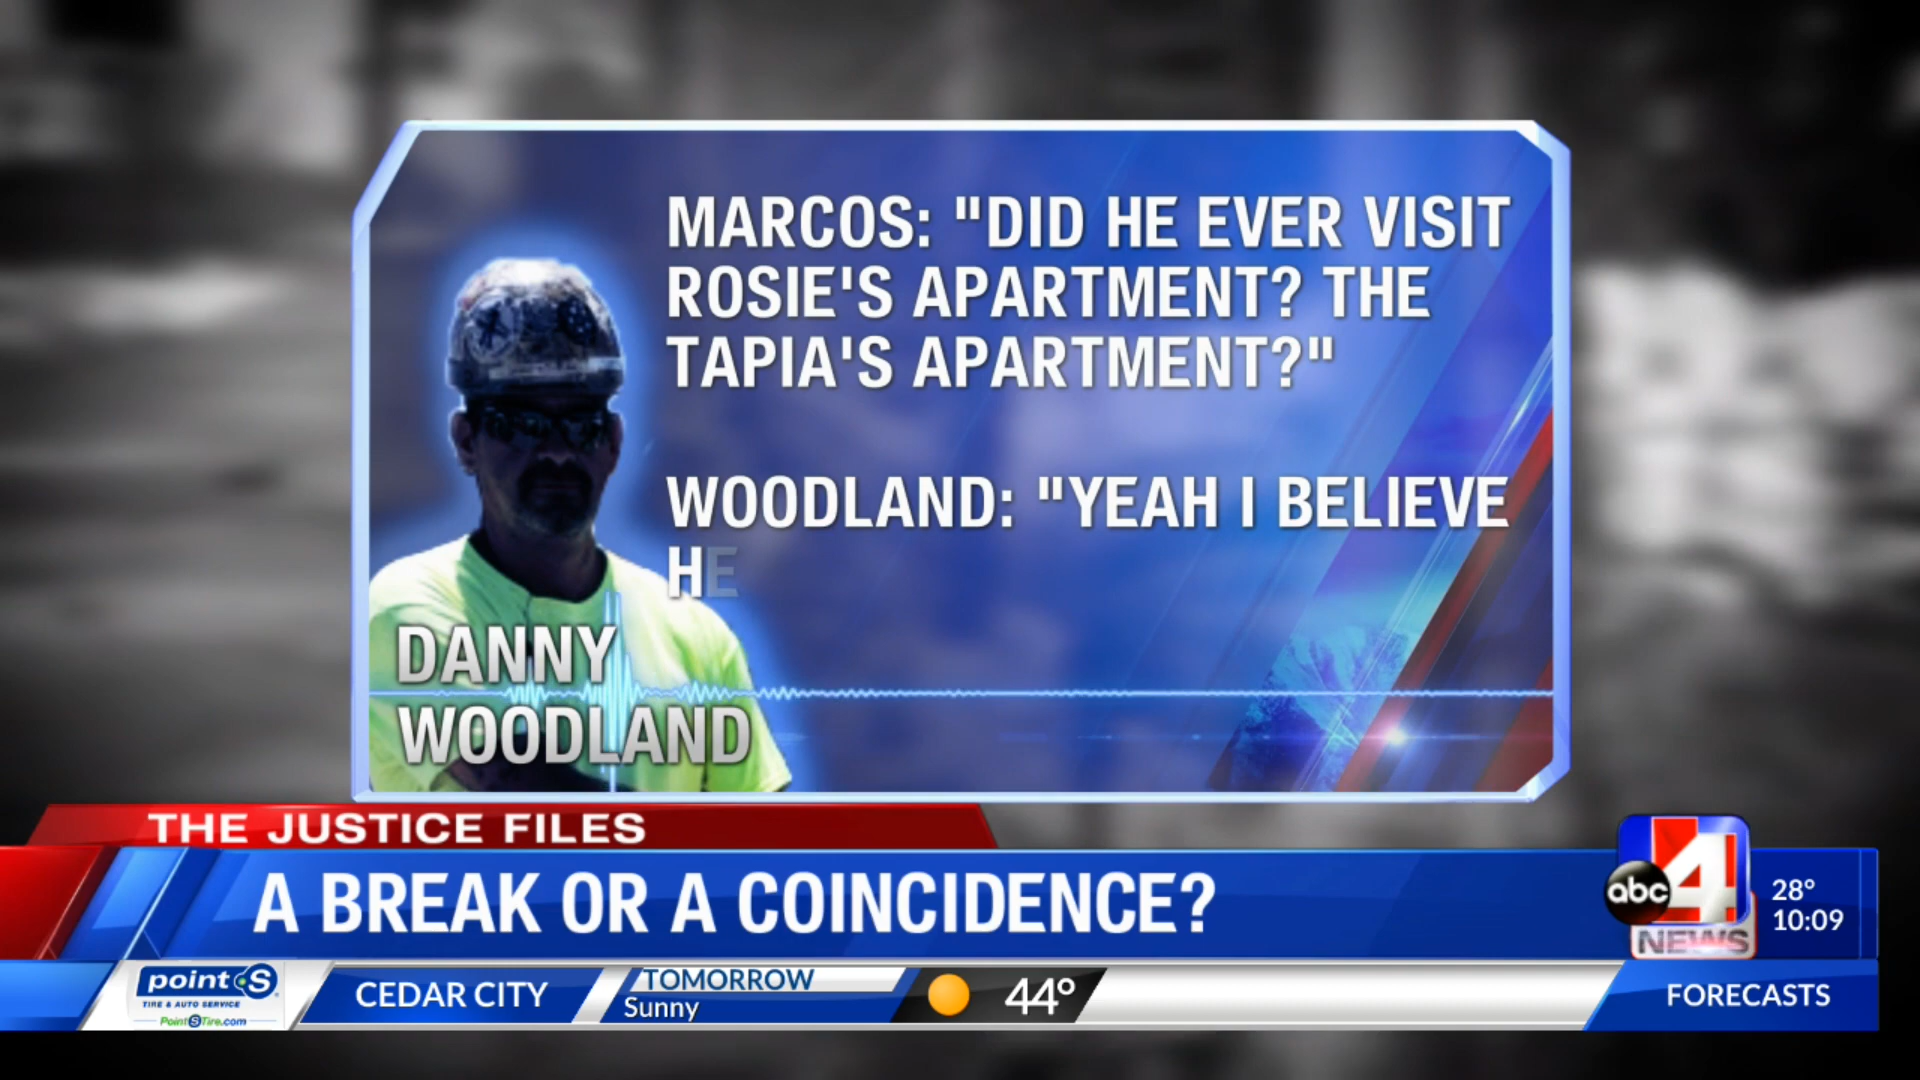 MARCOS: "DID HE EVER VISIT
ROSIE'S APARTMENT? THE
TAPIA'S APARTMENT?"
WOODLAND: "YEAH I BELIEVE
HE
DANNY
WOODLAND
THE JUSTICE FILES
A BREAK OR A COINCIDENCE?
abc 4
NEWS
28°
10:09
point S
TIRE & AUTO SERVICE
PointSTire.com
CEDAR CITY
TOMORROW
Sunny
44°
FORECASTS